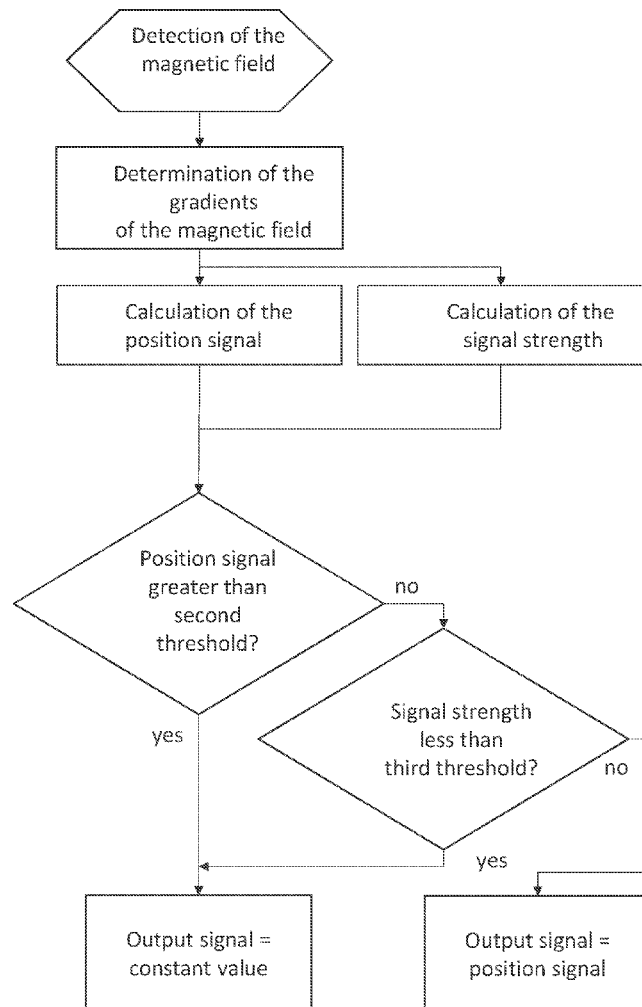 Detection of the
magnetic field
Determination of the
gradients
of the magnetic field
Calculation of the
position signal
Calculation of the
signal strength
Position signal
greater than
second
threshold?
no
yes
Signal strength
less than
third threshold?
no
yes
Output signal =
constant value
Output signal =
position signal